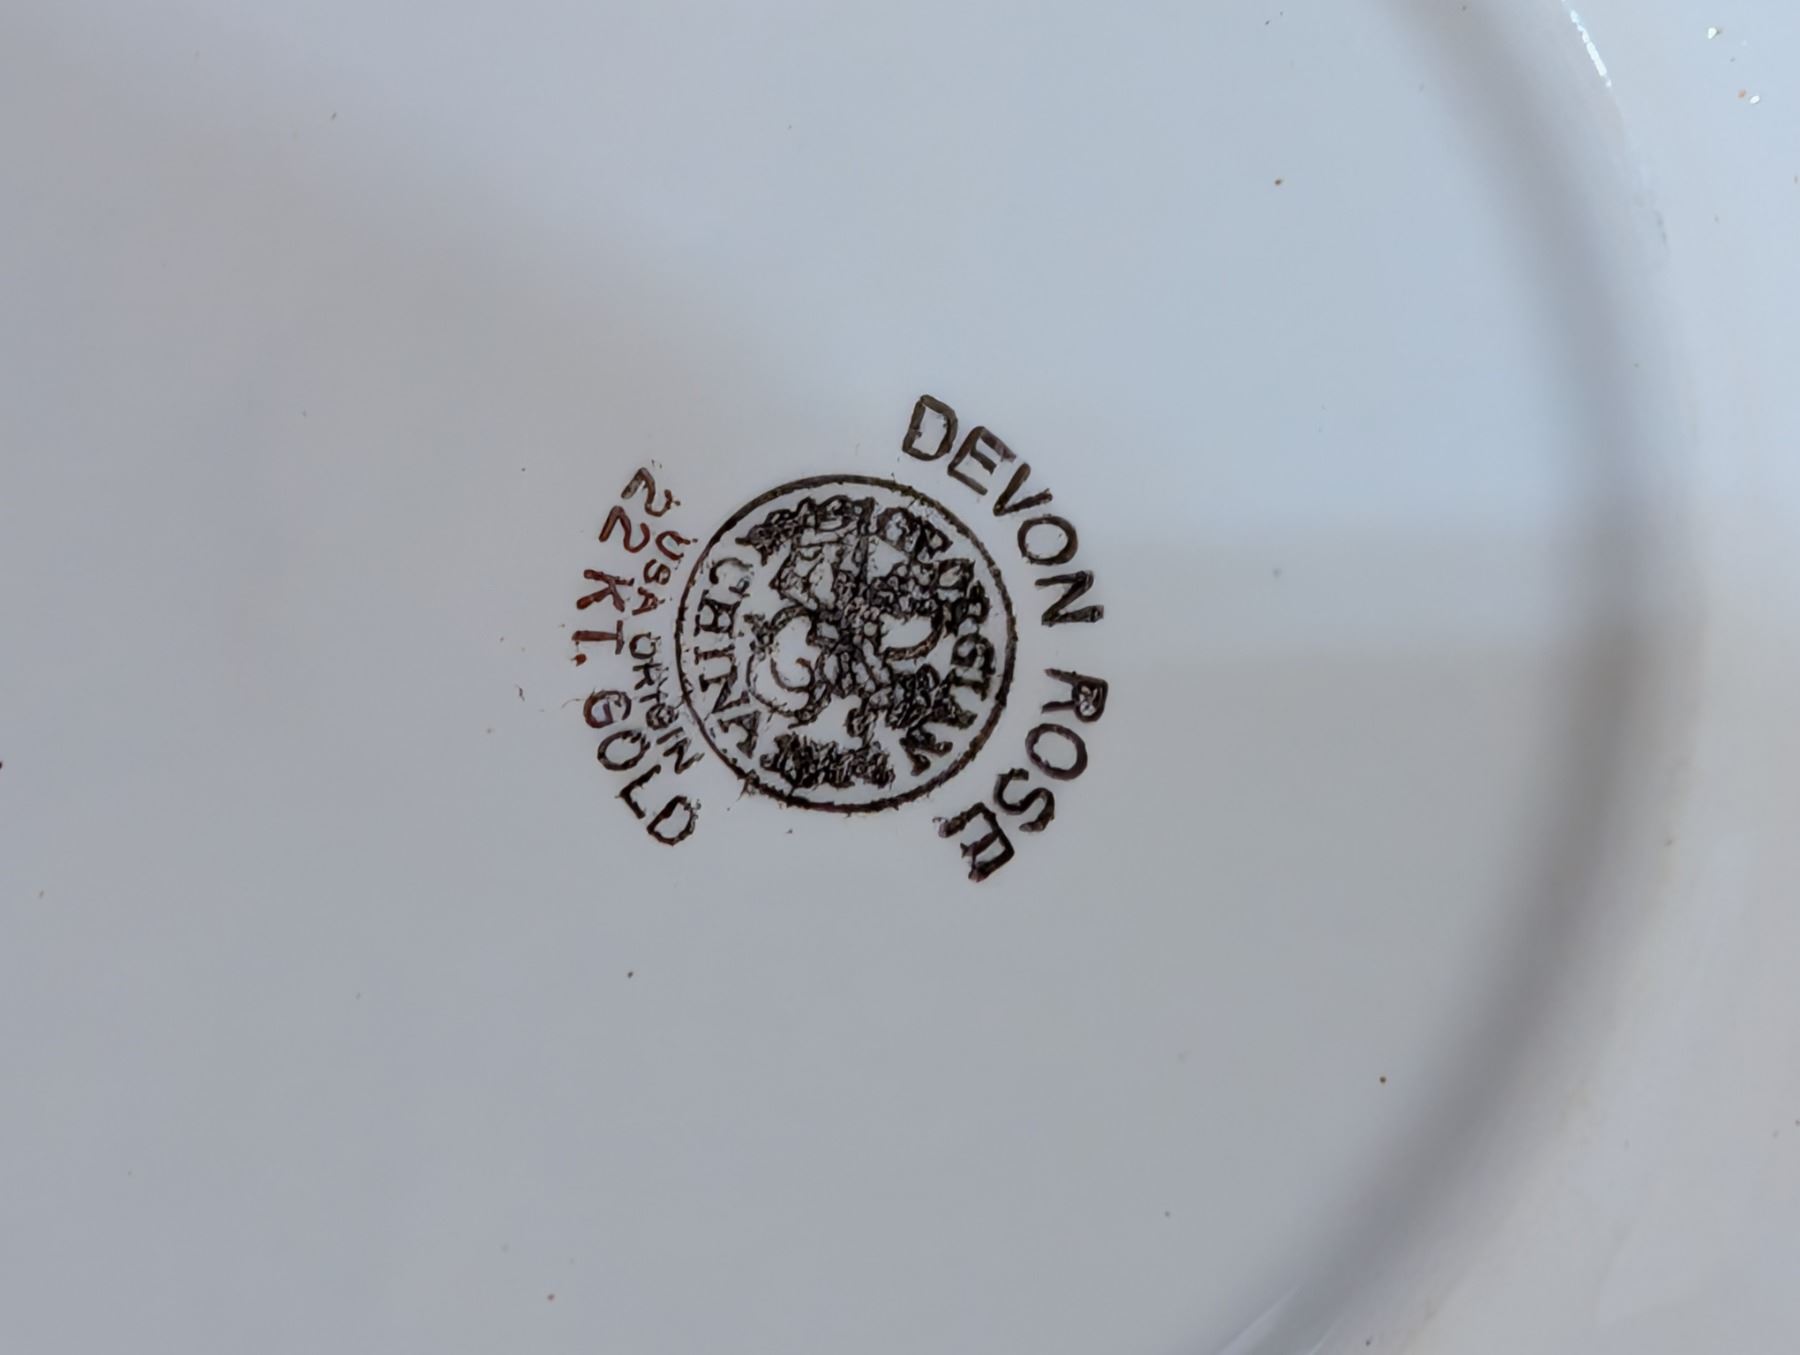 DEVON ROSE
GEORGIAN
CHINA
USA ORIGIN
22 KT. GOLD